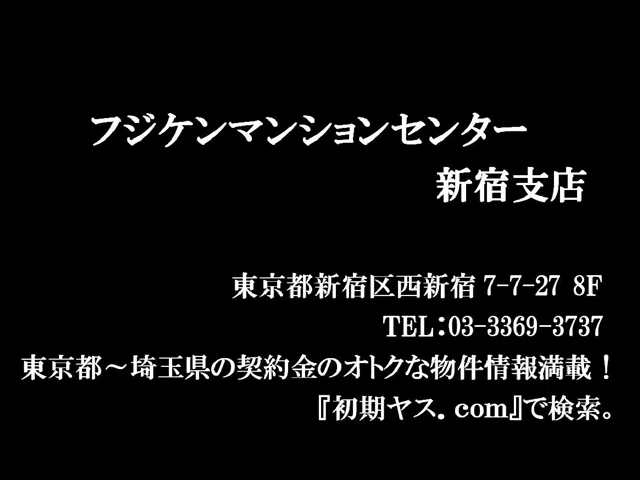 フジケンマンションセンター
新宿支店
東京都新宿区西新宿7-7-27 8F
TEL:03-3369-3737
東京都～埼玉県の契約金のオトクな物件情報満載！
『初期ヤス.com』で検索。